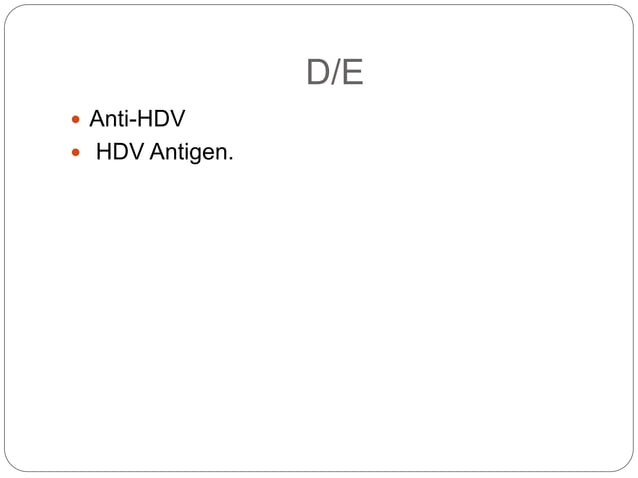 D/E
• Anti-HDV
• HDV Antigen.